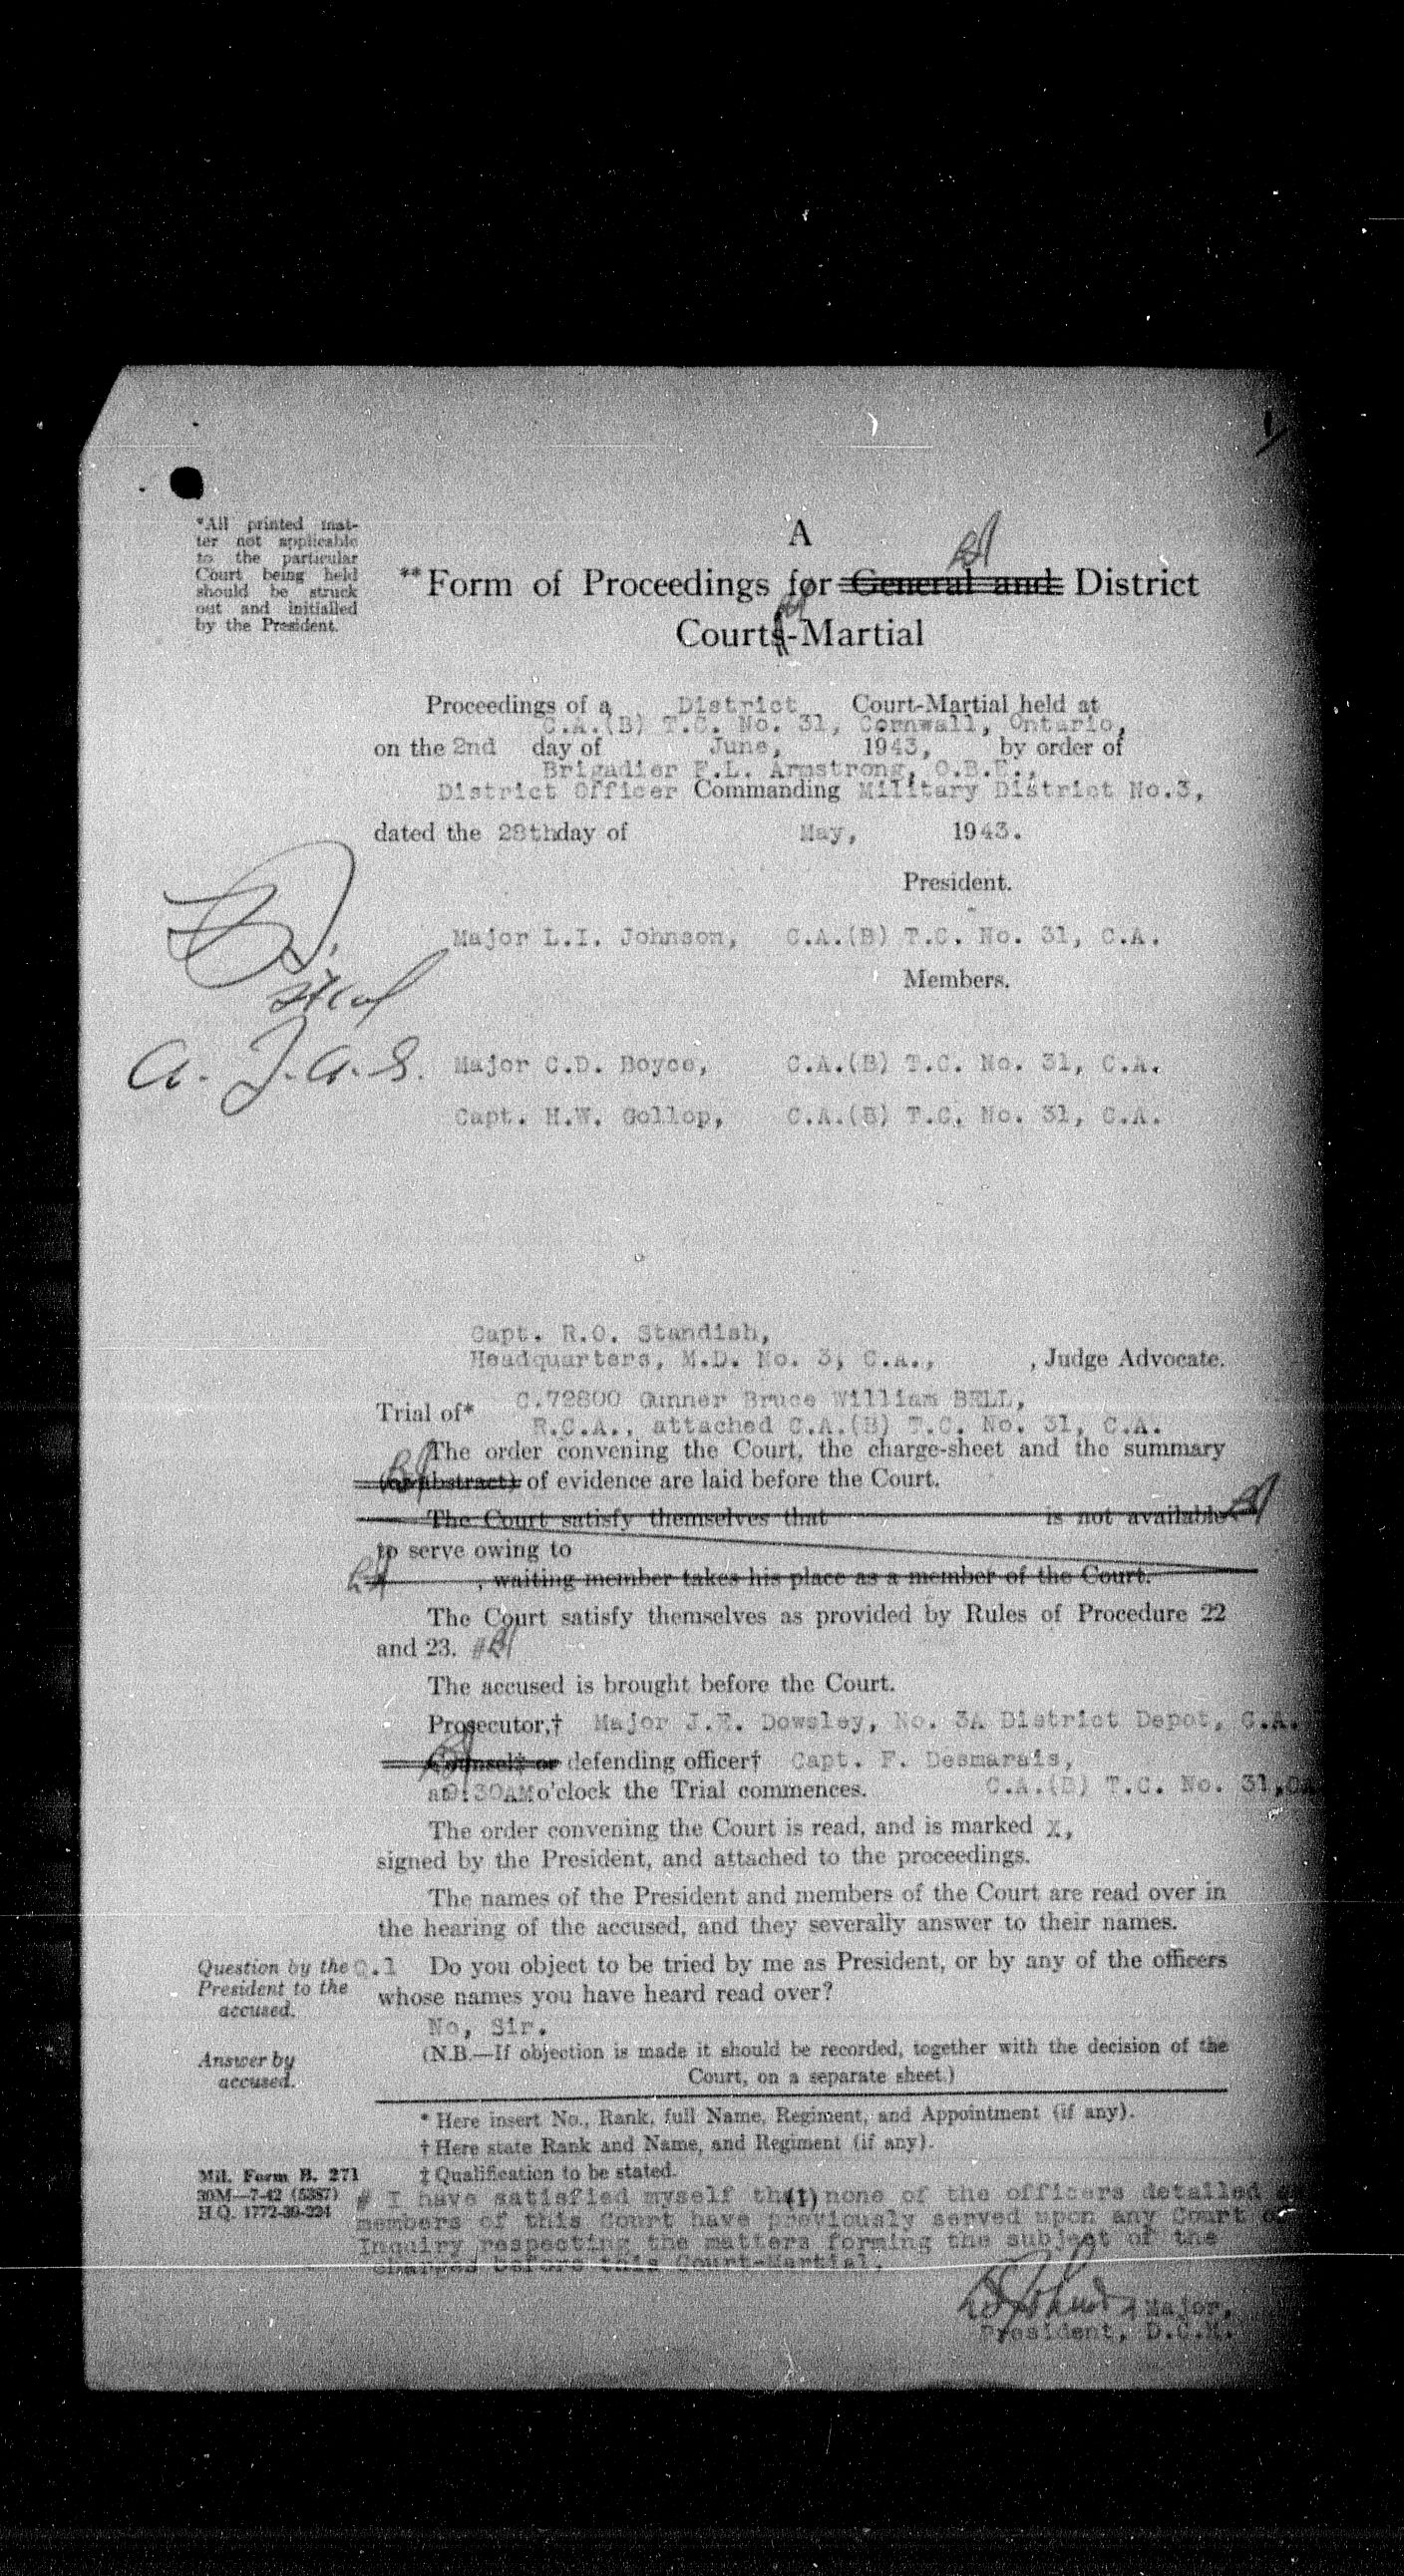 1
*All printed mat-
ter not applicable
to the particular
Court being held
should be struck
out and initialled
by the President.
A
**Form of Proceedings for General and District
Courts-Martial
Proceedings of a District Court-Martial held at
C.A.(B) T.C. No. 31, Cornwall, Ontario,
on the 2nd day of June, 1943, by order of
Brigadier F.L. Armstrong, O.B.E.,
District Officer Commanding Military District No.3,
dated the 28thday of May, 1943.
President.
Major L.I. Johnson, C.A.(B) T.C. No. 31, C.A.
Members.
A.J.A.G.
Major C.D. Boyce, C.A.(B) T.C. No. 31, C.A.
Capt. H.W. Gollop, C.A.(B) T.C. No. 31, C.A.
Capt. R.O. Standish,
Headquarters, M.D. No. 3, C.A., , Judge Advocate.
C.72800 Gunner Bruce William BELL,
Trial of*
R.C.A., attached C.A.(B) T.C. No. 31, C.A.
The order convening the Court, the charge-sheet and the summary
(or abstract) of evidence are laid before the Court.
The Court satisfy themselves that is not available
to serve owing to
, waiting member takes his place as a member of the Court.
The Court satisfy themselves as provided by Rules of Procedure 22
and 23. #
The accused is brought before the Court.
Prosecutor,† Major J.E. Dowsley, No. 3A District Depot, C.A.
Counsel‡ or defending officer† Capt. F. Desmarais,
at9:30AM o'clock the Trial commences. C.A.(B) T.C. No. 31,CA
The order convening the Court is read, and is marked X,
signed by the President, and attached to the proceedings.
The names of the President and members of the Court are read over in
the hearing of the accused, and they severally answer to their names.
Question by the
President to the
accused.
Q.1 Do you object to be tried by me as President, or by any of the officers
whose names you have heard read over?
No, Sir.
Answer by
accused.
(N.B.—If objection is made it should be recorded, together with the decision of the
Court, on a separate sheet.)
* Here insert No., Rank, full Name, Regiment, and Appointment (if any).
† Here state Rank and Name, and Regiment (if any).
‡ Qualification to be stated.
Mil. Form B. 271
30M—7-42 (5387)
H.Q. 1772-39-224
# I have satisfied myself that(1) none of the officers detailed
members of this Court have previously served upon any Court
Inquiry respecting the matters forming the subject of the
charges before this Court-Martial.
Major,
President, D.C.M.